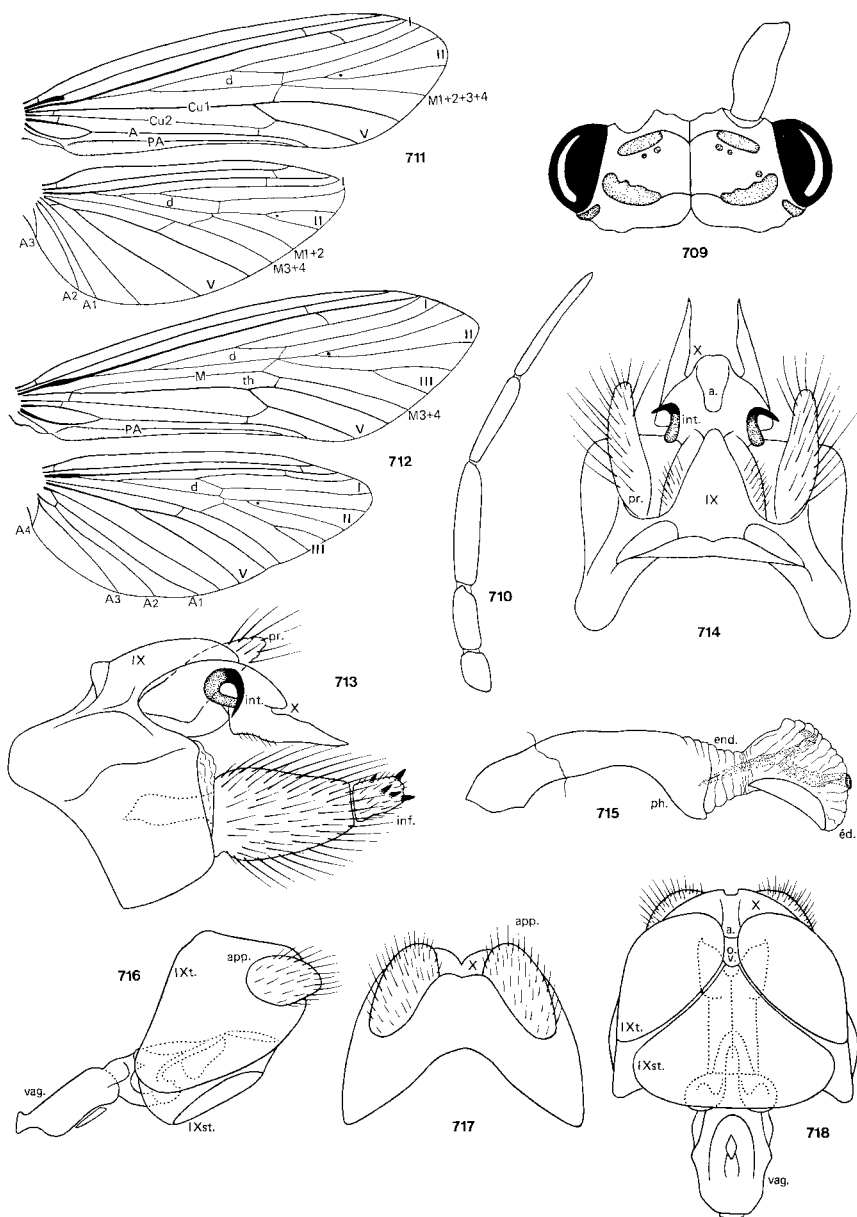 I
II
d
M1+2+3+4
Cu1
Cu2
A
PA
V
711
I
d
II
A3
M1+2
M3+4
V
A2
A1
709
I
II
d
M
th
III
M3+4
PA
V
712
d
I
II
A4
III
V
A3
A2
A1
710
X
a.
int.
pr.
IX
714
IX
pr.
713
int.
X
inf.
end.
ph.
715
éd.
716
IXt.
app.
vag.
IXst.
app.
X
717
X
a.
o.v.
IXt.
IXst.
718
vag.